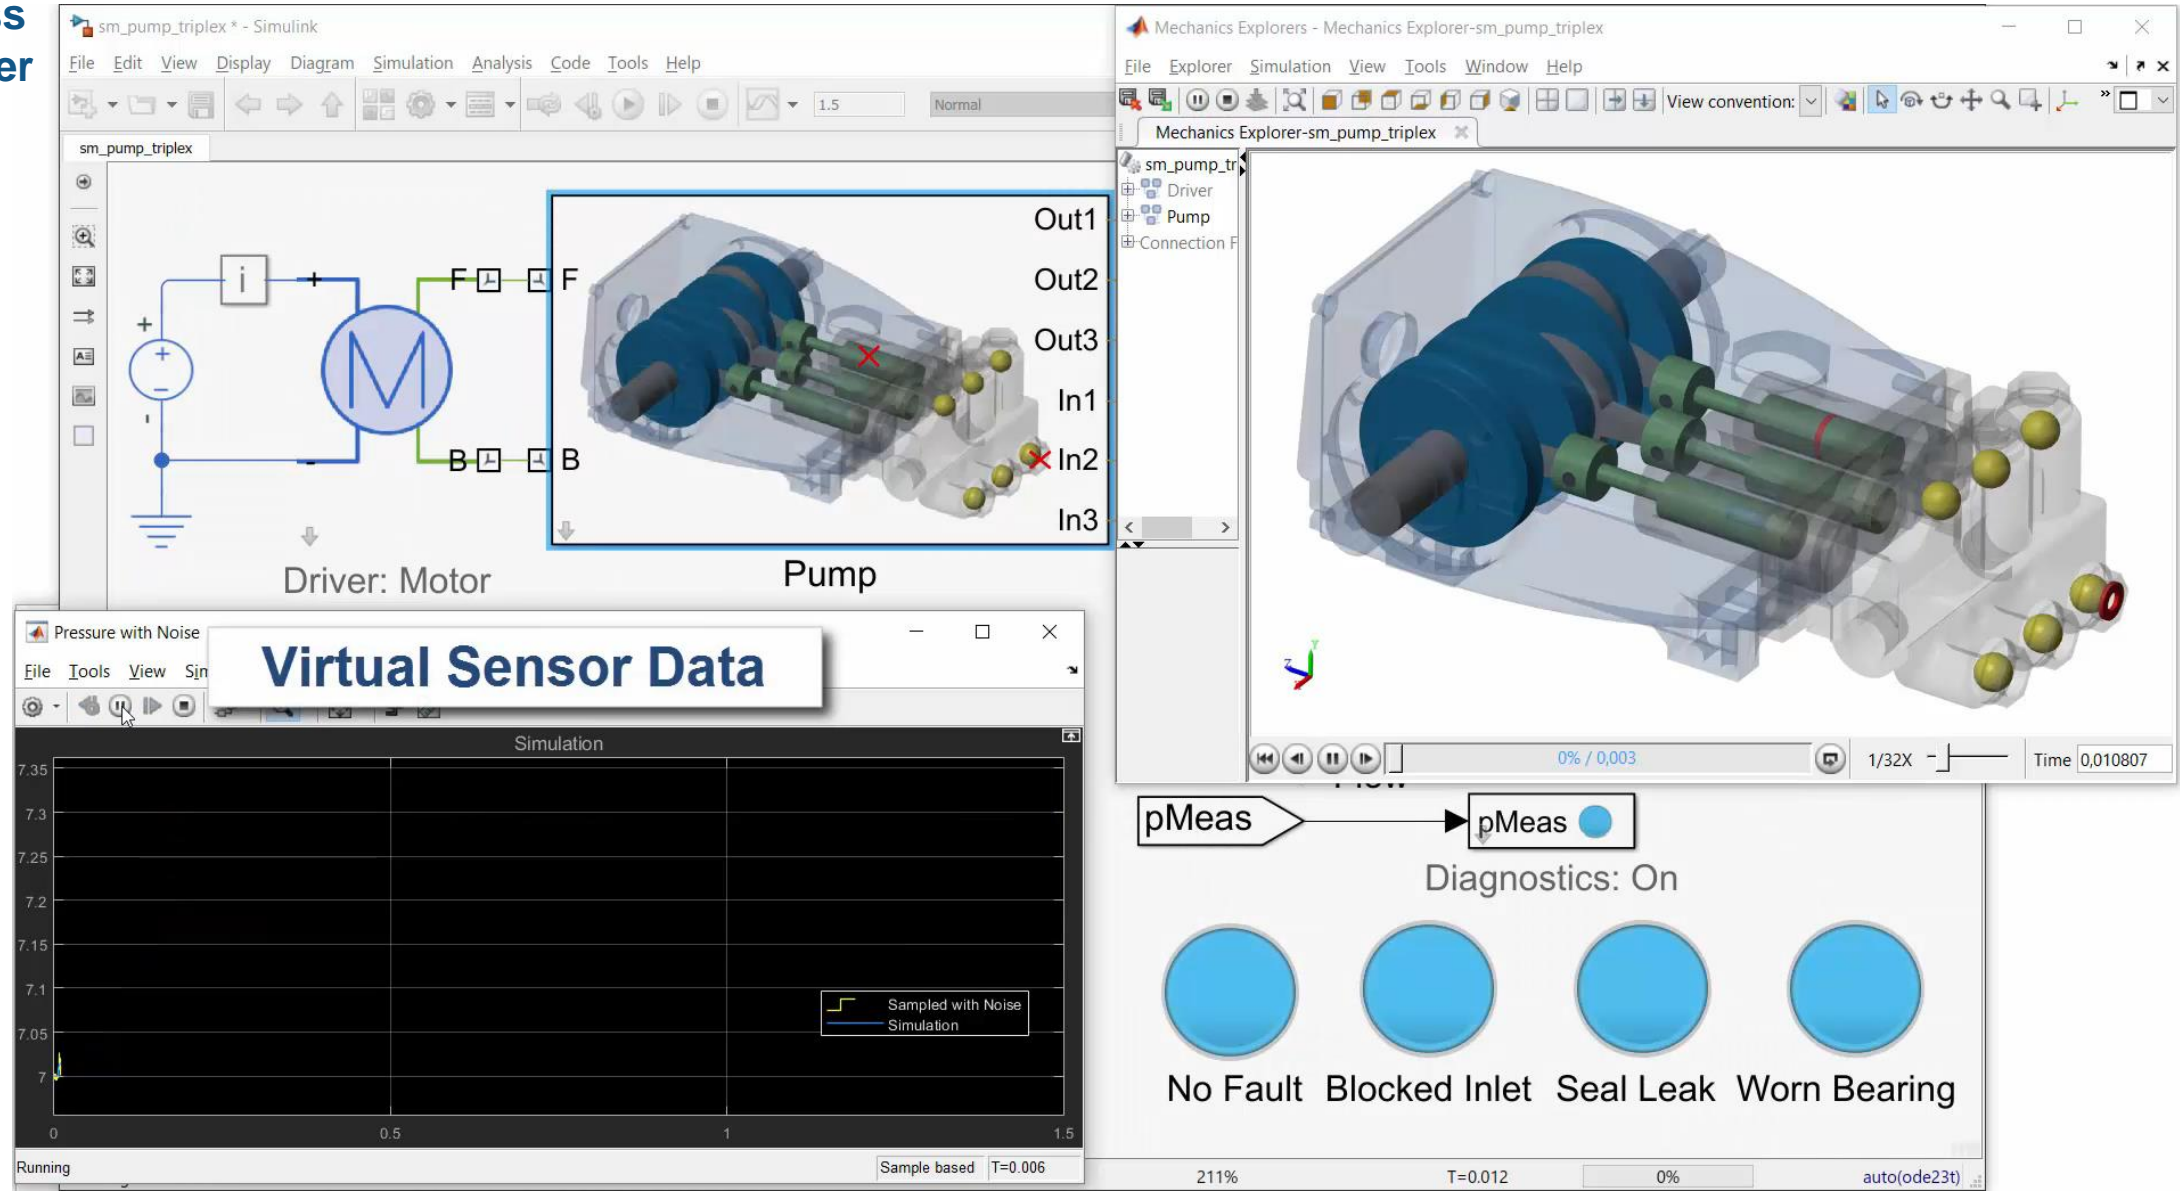 ss
er
sm_pump_triplex * - Simulink
File Edit View Display Diagram Simulation Analysis Code Tools Help
1.5 Normal
sm_pump_triplex
i
+
M
+
+
-
-
-
F F
B B
Out1
Out2
Out3
In1
In2
In3
Driver: Motor
Pump
Mechanics Explorers - Mechanics Explorer-sm_pump_triplex
File Explorer Simulation View Tools Window Help
View convention:
Mechanics Explorer-sm_pump_triplex
sm_pump_tr
Driver
Pump
Connection F
Y
Z
0% / 0,003
1/32X
Time 0,010807
Pressure with Noise
File Tools View Sim
Virtual Sensor Data
Simulation
7.35
7.3
7.25
7.2
7.15
7.1
7.05
7
0 0.5 1 1.5
Sampled with Noise
Simulation
Running Sample based T=0.006
pMeas pMeas
Diagnostics: On
No Fault Blocked Inlet Seal Leak Worn Bearing
211% T=0.012 0% auto(ode23t)